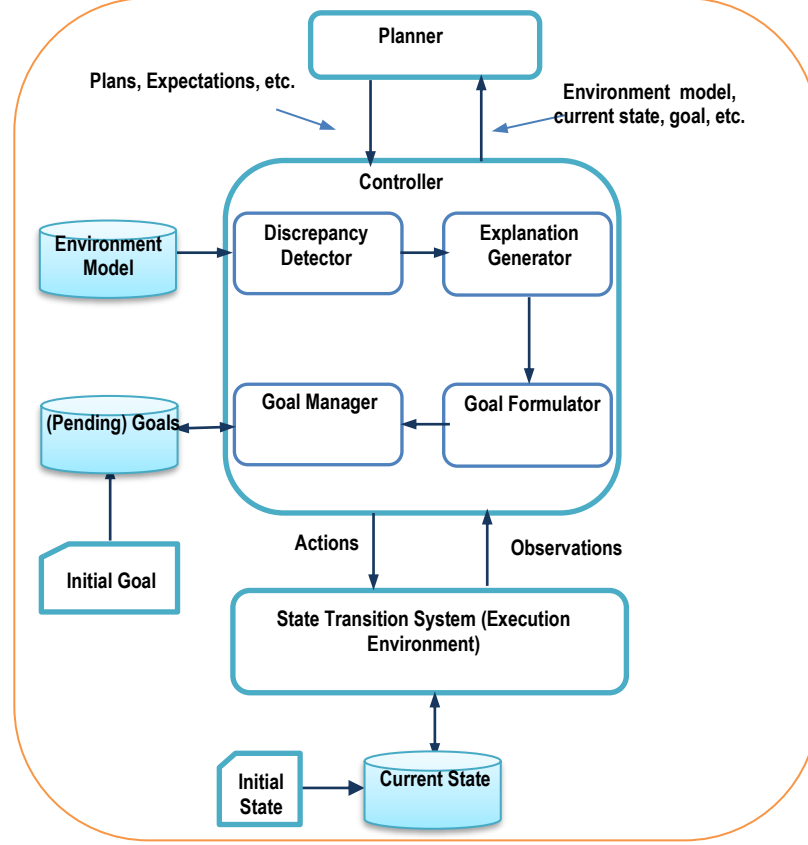 Planner
Plans, Expectations, etc.
Environment model,
current state, goal, etc.
Controller
Environment
Model
Discrepancy
Detector
Explanation
Generator
(Pending) Goals
Goal Manager
Goal Formulator
Initial Goal
Actions
Observations
State Transition System (Execution
Environment)
Initial
State
Current State